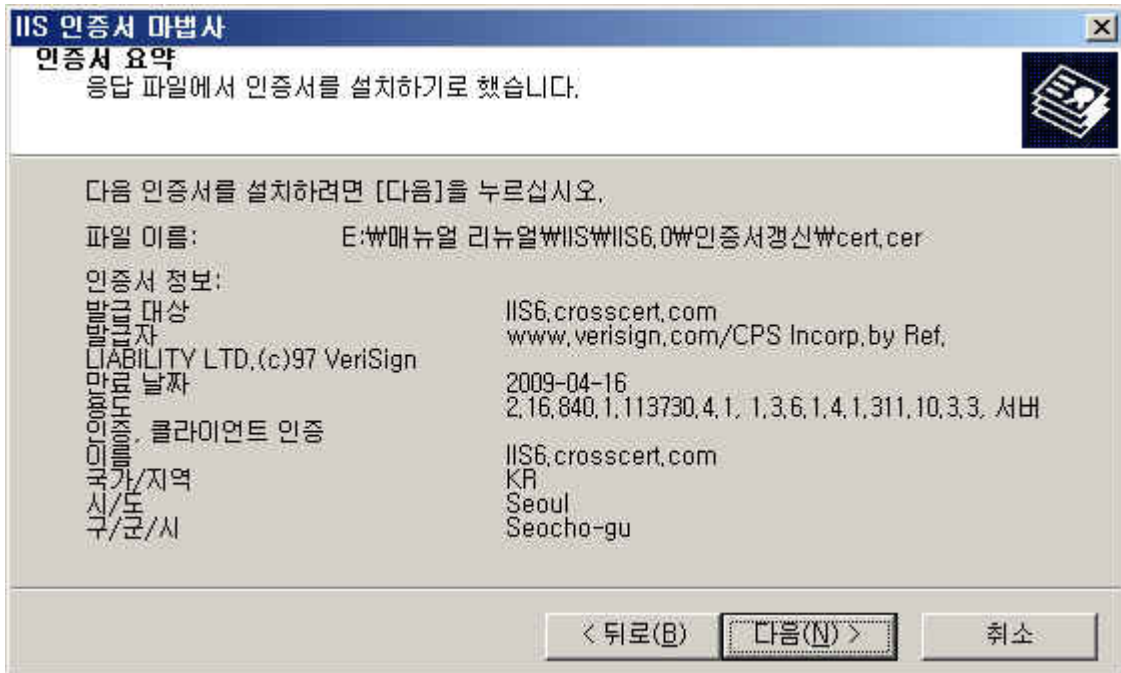 IIS 인증서 마법사
인증서 요약
응답 파일에서 인증서를 설치하기로 했습니다.
다음 인증서를 설치하려면 [다음]을 누르십시오.
파일 이름: E:₩매뉴얼 리뉴얼₩IIS₩IIS6.0₩인증서갱신₩cert.cer
인증서 정보:
발급 대상 IIS6.crosscert.com
발급자 www.verisign.com/CPS Incorp.by Ref.
LIABILITY LTD.(c)97 VeriSign
만료 날짜 2009-04-16
용도 2.16.840.1.113730.4.1, 1.3.6.1.4.1.311.10.3.3, 서버
인증, 클라이언트 인증
이름 IIS6.crosscert.com
국가/지역 KR
시/도 Seoul
구/군/시 Seocho-gu
< 뒤로(B) 다음(N) > 취소